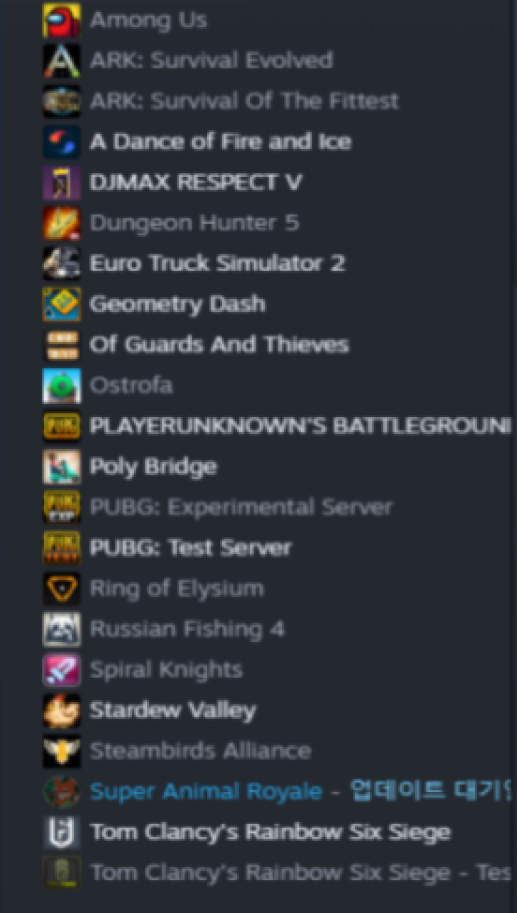 Among Us
ARK: Survival Evolved
ARK: Survival Of The Fittest
A Dance of Fire and Ice
DJMAX RESPECT V
Dungeon Hunter 5
Euro Truck Simulator 2
Geometry Dash
Of Guards And Thieves
Ostrofa
PLAYERUNKNOWN'S BATTLEGROUN
Poly Bridge
PUBG: Experimental Server
PUBG: Test Server
Ring of Elysium
Russian Fishing 4
Spiral Knights
Stardew Valley
Steambirds Alliance
Super Animal Royale - 업데이트 대기
Tom Clancy's Rainbow Six Siege
Tom Clancy's Rainbow Six Siege - Tes